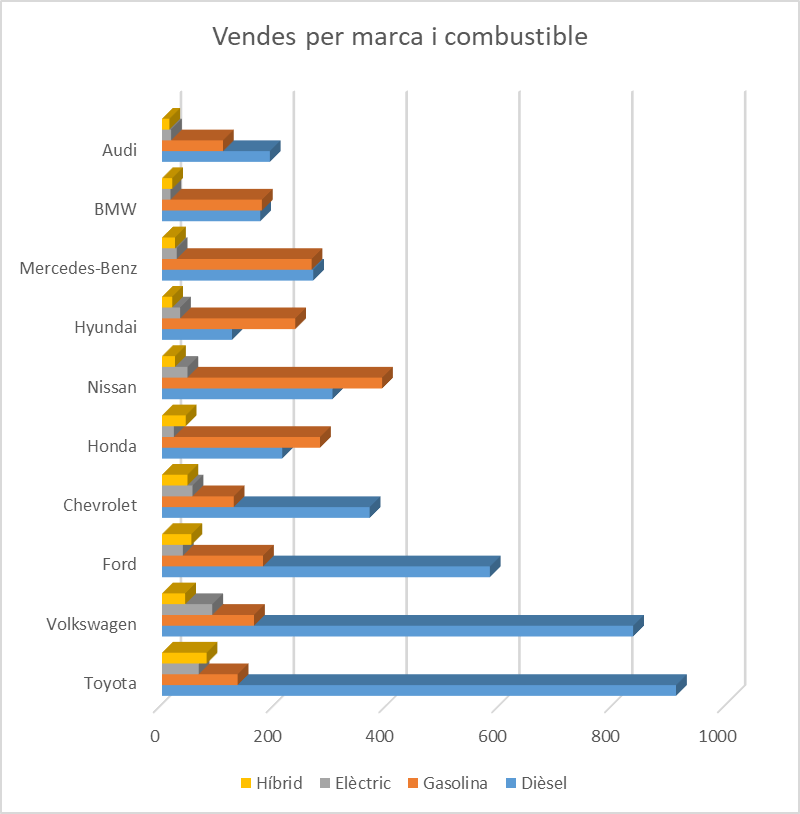 Vendes per marca i combustible
Audi
BMW
Mercedes-Benz
Hyundai
Nissan
Honda
Chevrolet
Ford
Volkswagen
Toyota
0 200 400 600 800 1000
Híbrid Elèctric Gasolina Dièsel